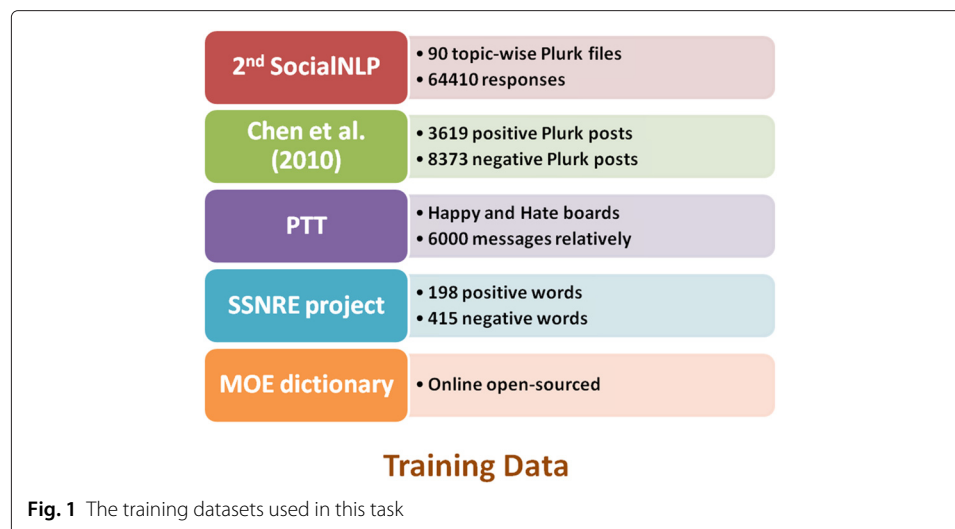 2nd SocialNLP
• 90 topic-wise Plurk files
• 64410 responses
Chen et al.
(2010)
• 3619 positive Plurk posts
• 8373 negative Plurk posts
PTT
• Happy and Hate boards
• 6000 messages relatively
SSNRE project
• 198 positive words
• 415 negative words
MOE dictionary
• Online open-sourced
Training Data
Fig. 1 The training datasets used in this task